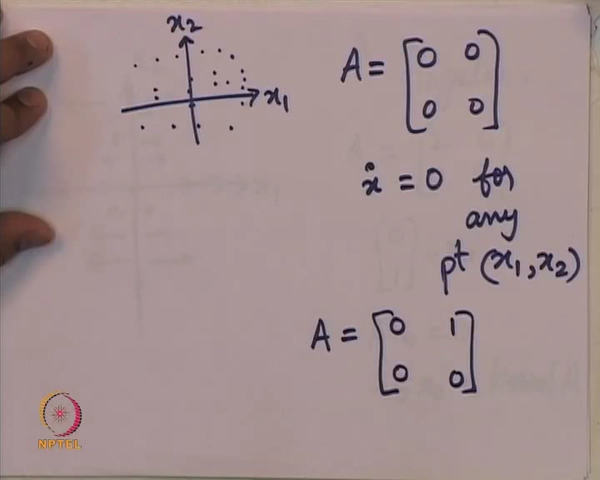 x₂
x₁
A = [0 0
0 0]
ẋ = 0 for
any
pt (x₁, x₂)
A = [0 1
0 0]
NPTEL